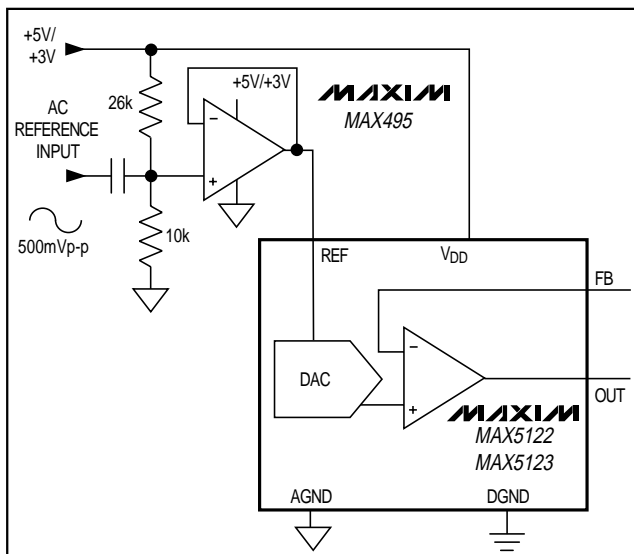 +5V/
+3V
26k
+5V/+3V
MAXIM
MAX495
AC
REFERENCE
INPUT
-
+
500mVp-p
10k
REF
VDD
FB
-
DAC
+
OUT
MAXIM
MAX5122
MAX5123
AGND
DGND